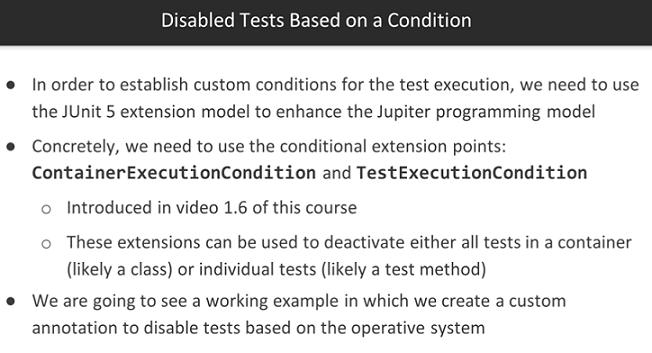 Disabled Tests Based on a Condition
● In order to establish custom conditions for the test execution, we need to use
the JUnit 5 extension model to enhance the Jupiter programming model
● Concretely, we need to use the conditional extension points:
ContainerExecutionCondition and TestExecutionCondition
○ Introduced in video 1.6 of this course
○ These extensions can be used to deactivate either all tests in a container
(likely a class) or individual tests (likely a test method)
● We are going to see a working example in which we create a custom
annotation to disable tests based on the operative system